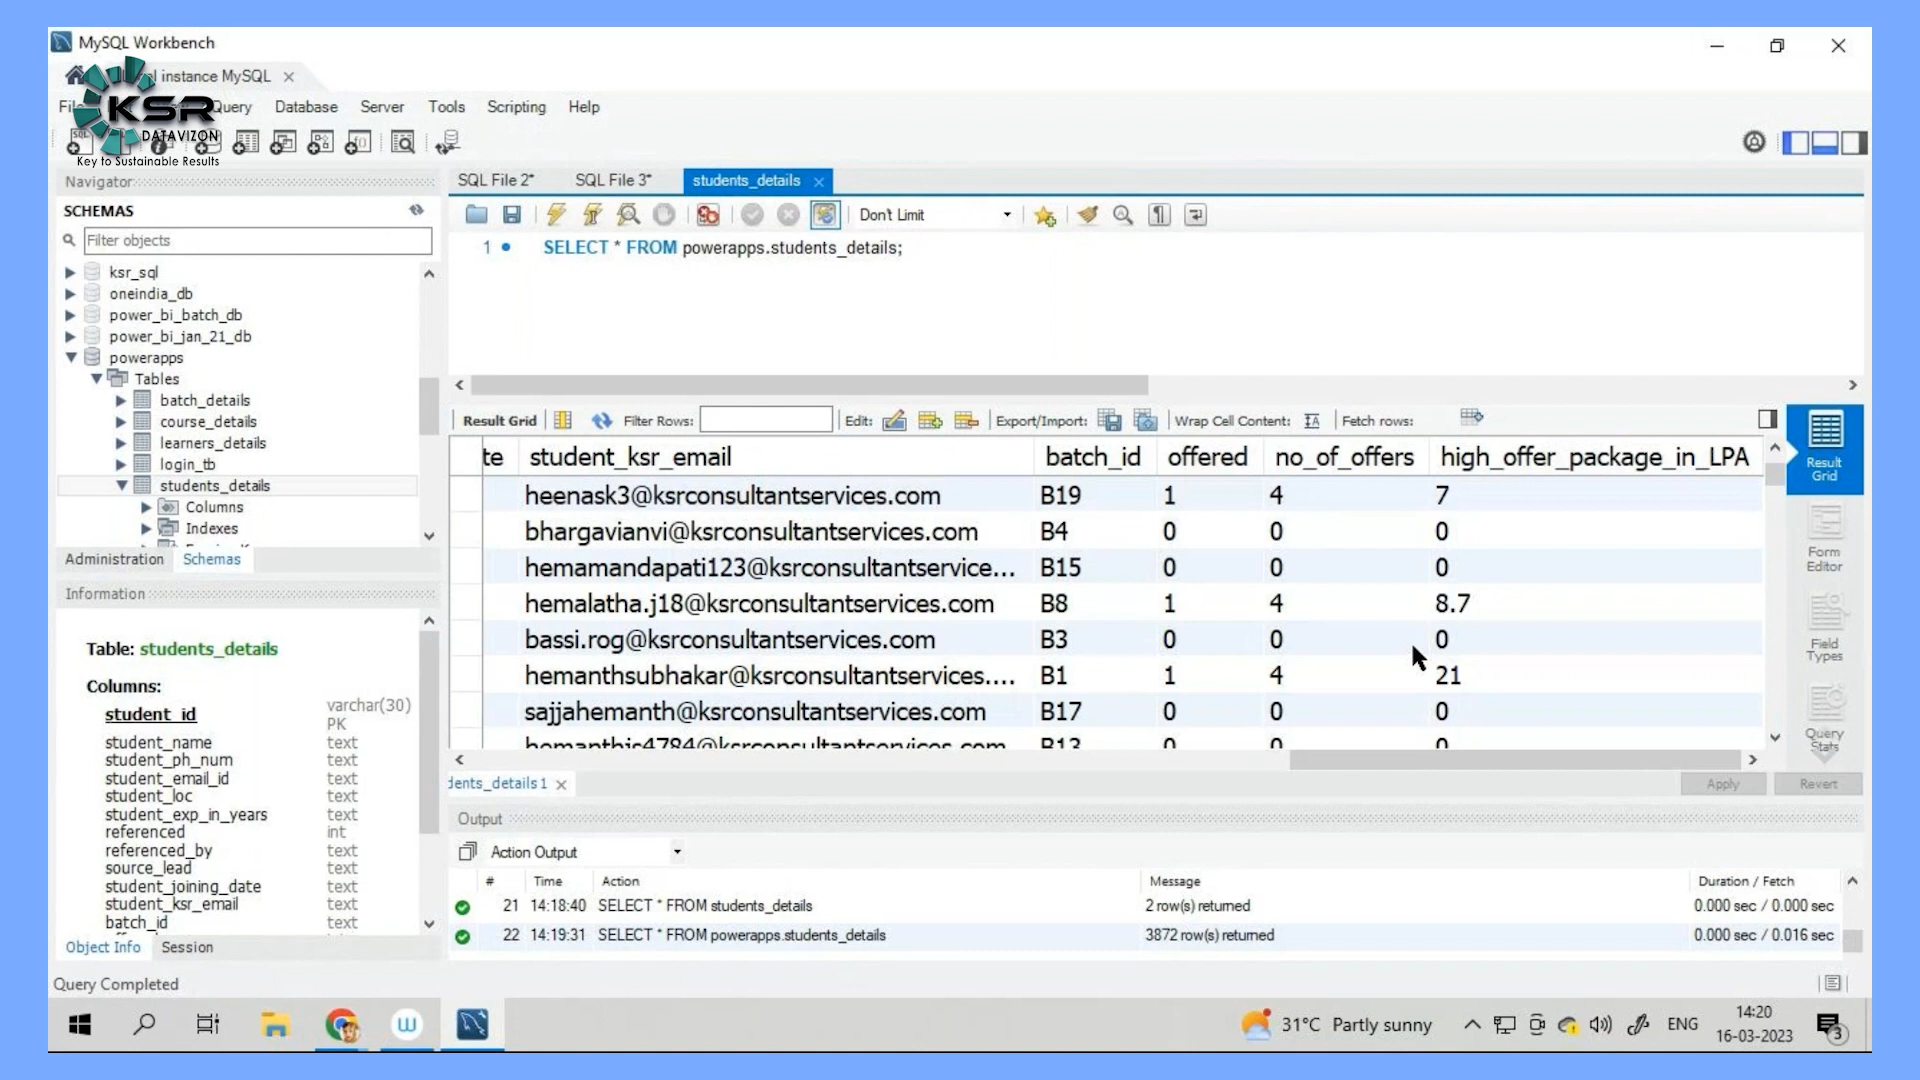 MySQL Workbench
instance MySQL
KSR
DATAVIZON
Key to Sustainable Results
Query Database Server Tools Scripting Help
Navigator
SCHEMAS
Filter objects
ksr_sql
oneindia_db
power_bi_batch_db
power_bi_jan_21_db
powerapps
Tables
batch_details
course_details
learners_details
login_tb
students_details
Columns
Indexes
Administration Schemas
Information
Table: students_details
Columns:
student_id varchar(30) PK
student_name text
student_ph_num text
student_email_id text
student_loc text
student_exp_in_years text
referenced int
referenced_by text
source_lead text
student_joining_date text
student_ksr_email text
batch_id text
Object Info Session
SQL File 2* SQL File 3* students_details
Don't Limit
1 SELECT * FROM powerapps.students_details;
Result Grid Filter Rows: Edit: Export/Import: Wrap Cell Content: Fetch rows:
te student_ksr_email batch_id offered no_of_offers high_offer_package_in_LPA
heenask3@ksrconsultantservices.com B19 1 4 7
bhargavianvi@ksrconsultantservices.com B4 0 0 0
hemamandapati123@ksrconsultantservice... B15 0 0 0
hemalatha.j18@ksrconsultantservices.com B8 1 4 8.7
bassi.rog@ksrconsultantservices.com B3 0 0 0
hemanthsubhakar@ksrconsultantservices.... B1 1 4 21
sajjahemanth@ksrconsultantservices.com B17 0 0 0
B13 0 0 0
Result Grid
Form Editor
Field Types
Query Stats
dents_details 1
Apply Revert
Output
Action Output
# Time Action Message Duration / Fetch
21 14:18:40 SELECT * FROM students_details 2 row(s) returned 0.000 sec / 0.000 sec
22 14:19:31 SELECT * FROM powerapps.students_details 3872 row(s) returned 0.000 sec / 0.016 sec
Query Completed
31°C Partly sunny ENG 14:20
16-03-2023
3